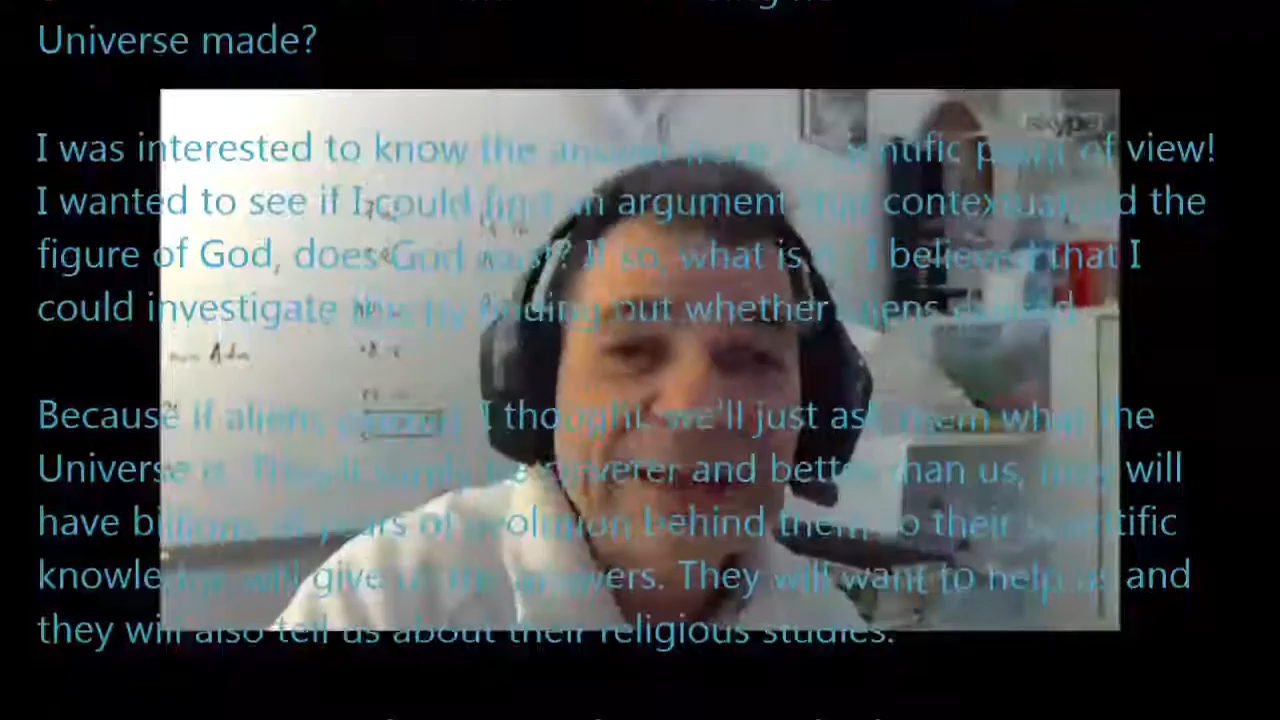 Universe made?
I was interested to know the answer from a scientific point of view!
I wanted to see if I could find an argument that contextualised the
figure of God, does God exist? If so, what is it? I believed that I
could investigate this by finding out whether aliens existed.
Because if aliens existed, I thought, we'll just ask them what the
Universe is. They'll surely be cleverer and better than us, they will
have billions of years of evolution behind them so their scientific
knowledge will give us the answers. They will want to help us and
they will also tell us about their religious studies.
skype